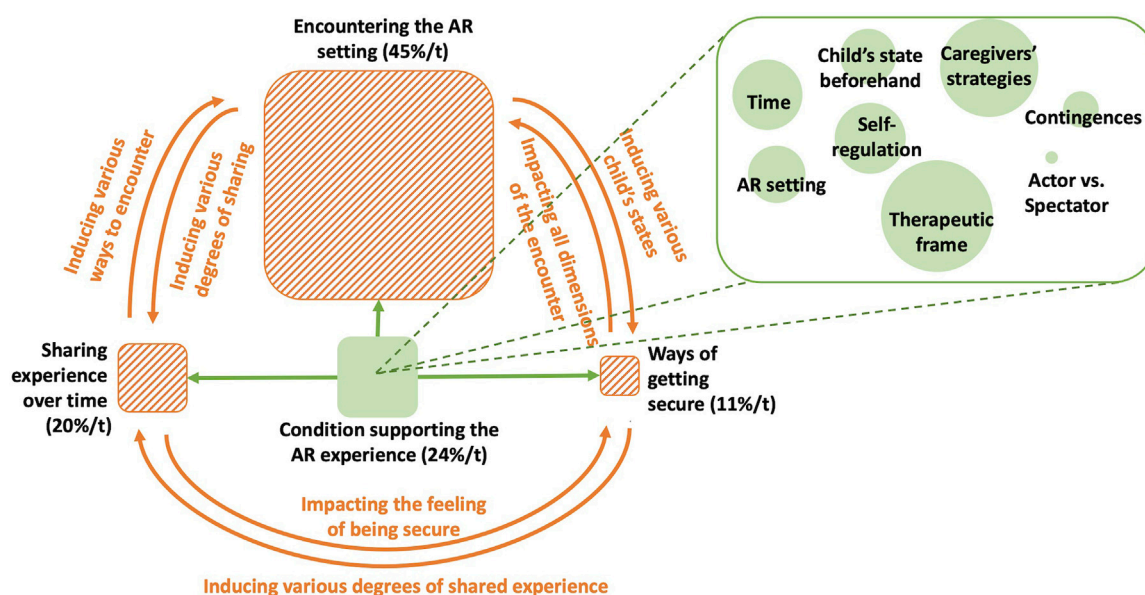 Encountering the AR
setting (45%/t)
Inducing various
ways to encounter
Inducing various
degrees of sharing
Impacting all dimensions
of the encounter
Inducing various
child's states
Sharing
experience
over time
(20%/t)
Condition supporting the
AR experience (24%/t)
Ways of
getting
secure (11%/t)
Impacting the feeling
of being secure
Inducing various degrees of shared experience
Child's state
beforehand
Caregivers'
strategies
Time
Contingences
Self-
regulation
AR setting
Actor vs.
Spectator
Therapeutic
frame